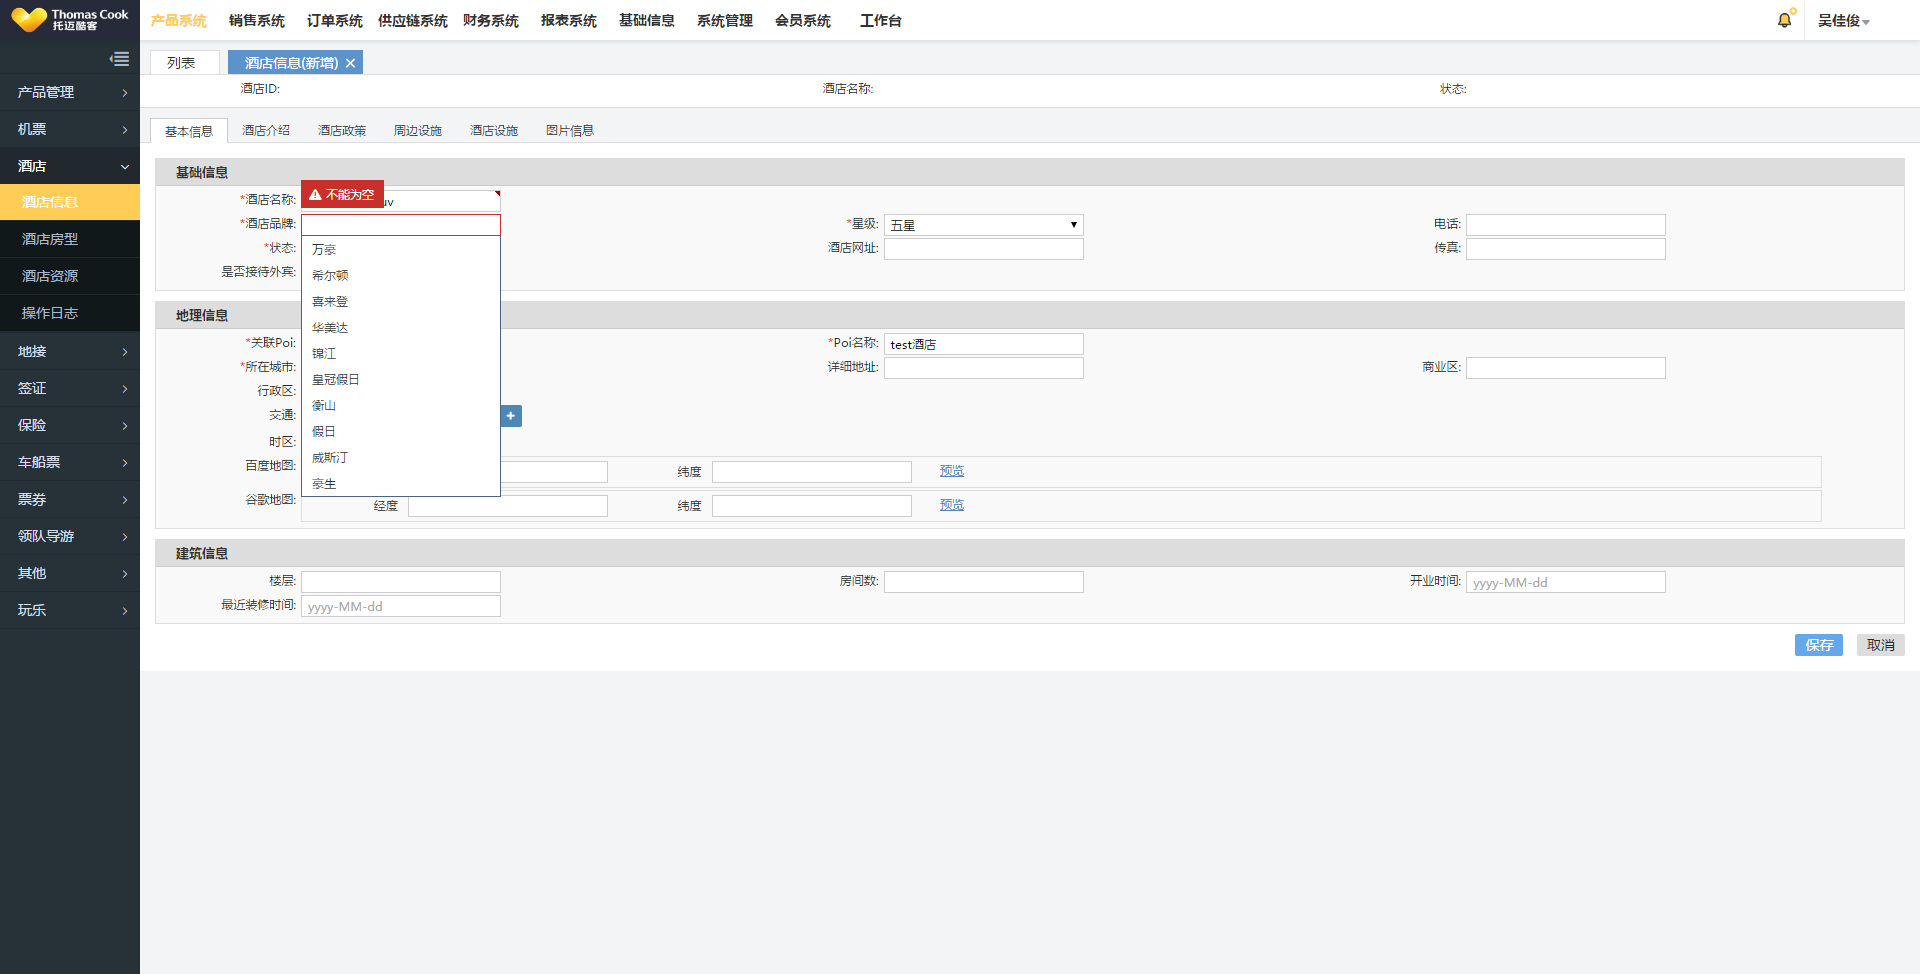 Thomas Cook
托迈酷客
产品系统 销售系统 订单系统 供应链系统 财务系统 报表系统 基础信息 系统管理 会员系统 工作台
吴佳俊
产品管理
机票
酒店
酒店信息
酒店房型
酒店资源
操作日志
地接
签证
保险
车船票
票券
领队导游
其他
玩乐
列表 酒店信息(新增)
酒店ID: 酒店名称: 状态:
基本信息 酒店介绍 酒店政策 周边设施 酒店设施 图片信息
基础信息
不能为空
*酒店名称: uv
*酒店品牌: *星级: 五星 电话:
*状态: 酒店网址: 传真:
是否接待外宾:
万豪
希尔顿
喜来登
华美达
锦江
皇冠假日
衡山
假日
威斯汀
豪生
地理信息
*关联Poi: *Poi名称: test酒店
*所在城市: 详细地址: 商业区:
行政区:
交通: +
时区:
百度地图: 纬度 预览
谷歌地图: 经度 纬度 预览
建筑信息
楼层: 房间数: 开业时间: yyyy-MM-dd
最近装修时间: yyyy-MM-dd
保存 取消